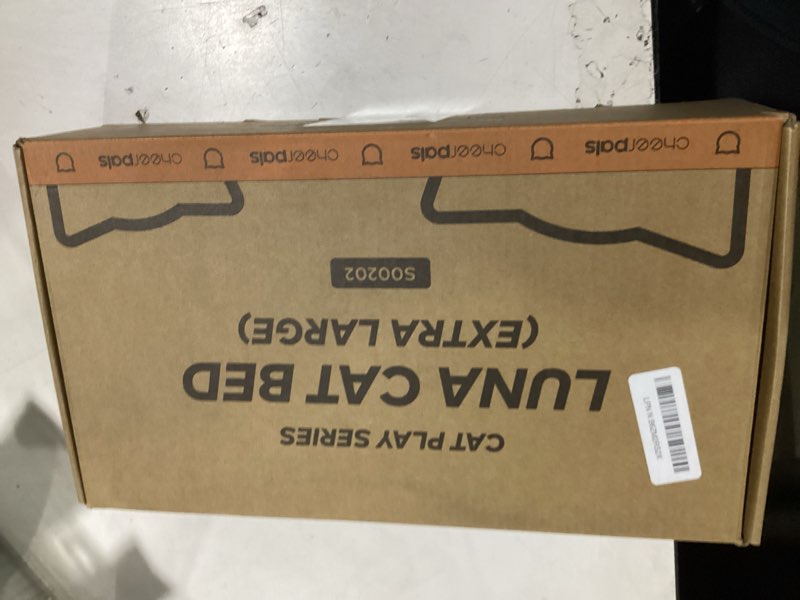 CAT PLAY SERIES
LUNA CAT BED
(EXTRA LARGE)
S00202
cheerpals cheerpals cheerpals cheerpals